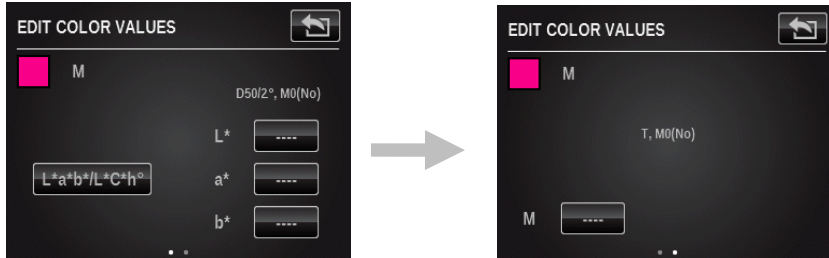 EDIT COLOR VALUES
M
D50/2°, M0(No)
L* ----
L*a*b*/L*C*h° a* ----
b* ----
EDIT COLOR VALUES
M
T, M0(No)
M ----